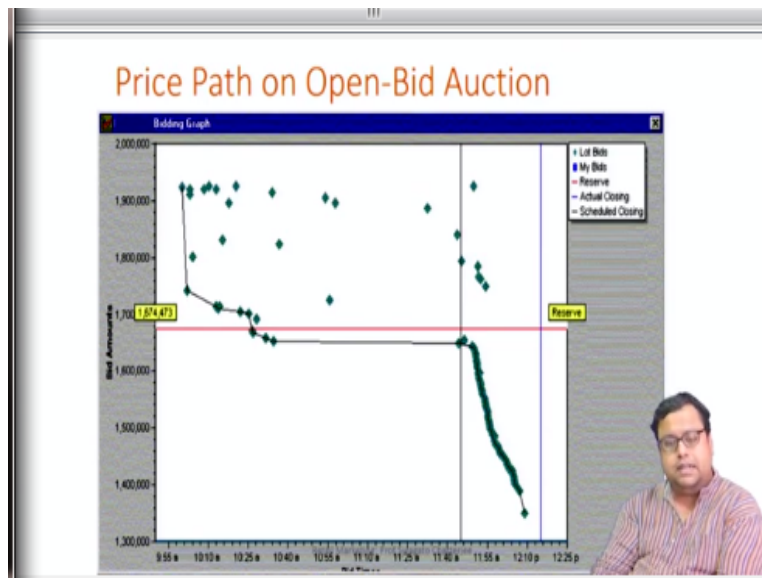 Price Path on Open-Bid Auction
Bidding Graph
2,000,000
1,900,000
1,800,000
1,700,
1,674,473
1,600,000
1,500,000
1,400,000
1,300,000
Bid Amounts
Lot Bids
My Bids
Reserve
Actual Closing
Scheduled Closing
Reserve
9:55 a 10:10 a 10:25 a 10:40 a 10:55 a 11:10 a 11:25 a 11:40 a 11:55 a 12:10 p 12:25 p